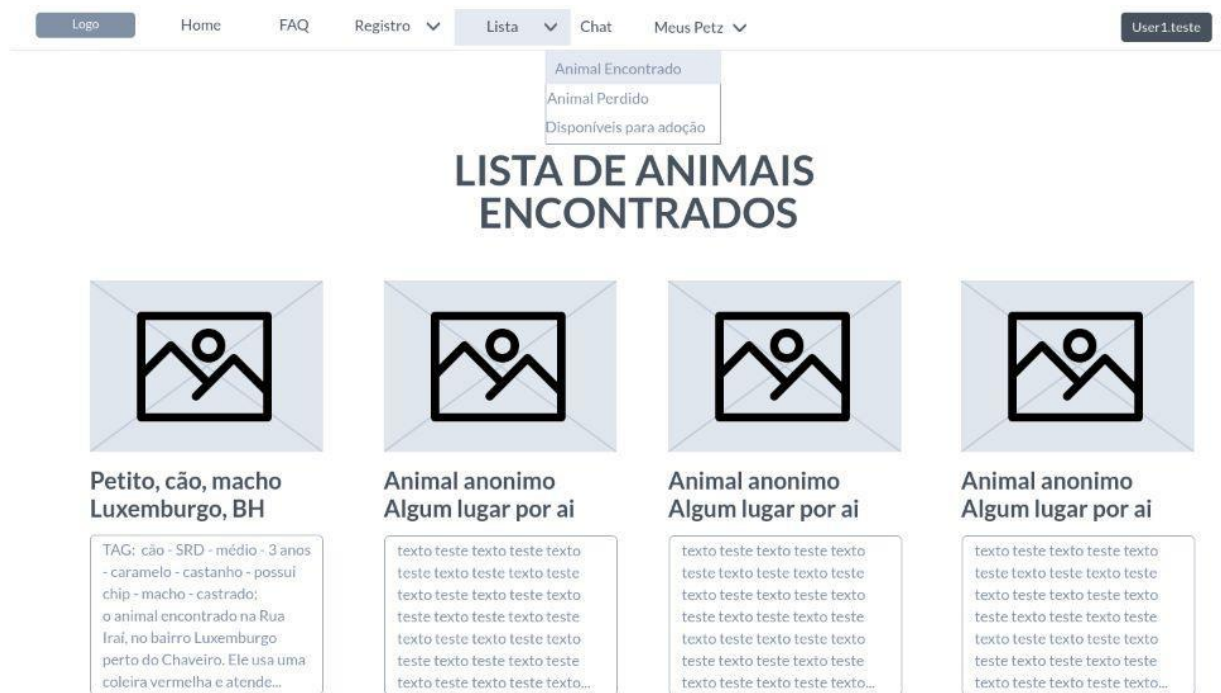 Logo
Home
FAQ
Registro
Lista
Chat
Meus Petz
User1.teste
Animal Encontrado
Animal Perdido
Disponíveis para adoção
LISTA DE ANIMAIS
ENCONTRADOS
Petito, cão, macho
Luxemburgo, BH
TAG: cão - SRD - médio - 3 anos
- caramelo - castanho - possui
chip - macho - castrado;
o animal encontrado na Rua
Iraí, no bairro Luxemburgo
perto do Chaveiro. Ele usa uma
coleira vermelha e atende...
Animal anonimo
Algum lugar por ai
texto teste texto teste texto
teste texto teste texto teste
texto teste texto teste texto
teste texto teste texto teste
texto teste texto teste texto
teste texto teste texto teste
texto teste texto teste texto...
Animal anonimo
Algum lugar por ai
texto teste texto teste texto
teste texto teste texto teste
texto teste texto teste texto
teste texto teste texto teste
texto teste texto teste texto
teste texto teste texto teste
texto teste texto teste texto...
Animal anonimo
Algum lugar por ai
texto teste texto teste texto
teste texto teste texto teste
texto teste texto teste texto
teste texto teste texto teste
texto teste texto teste texto
teste texto teste texto teste
texto teste texto teste texto...